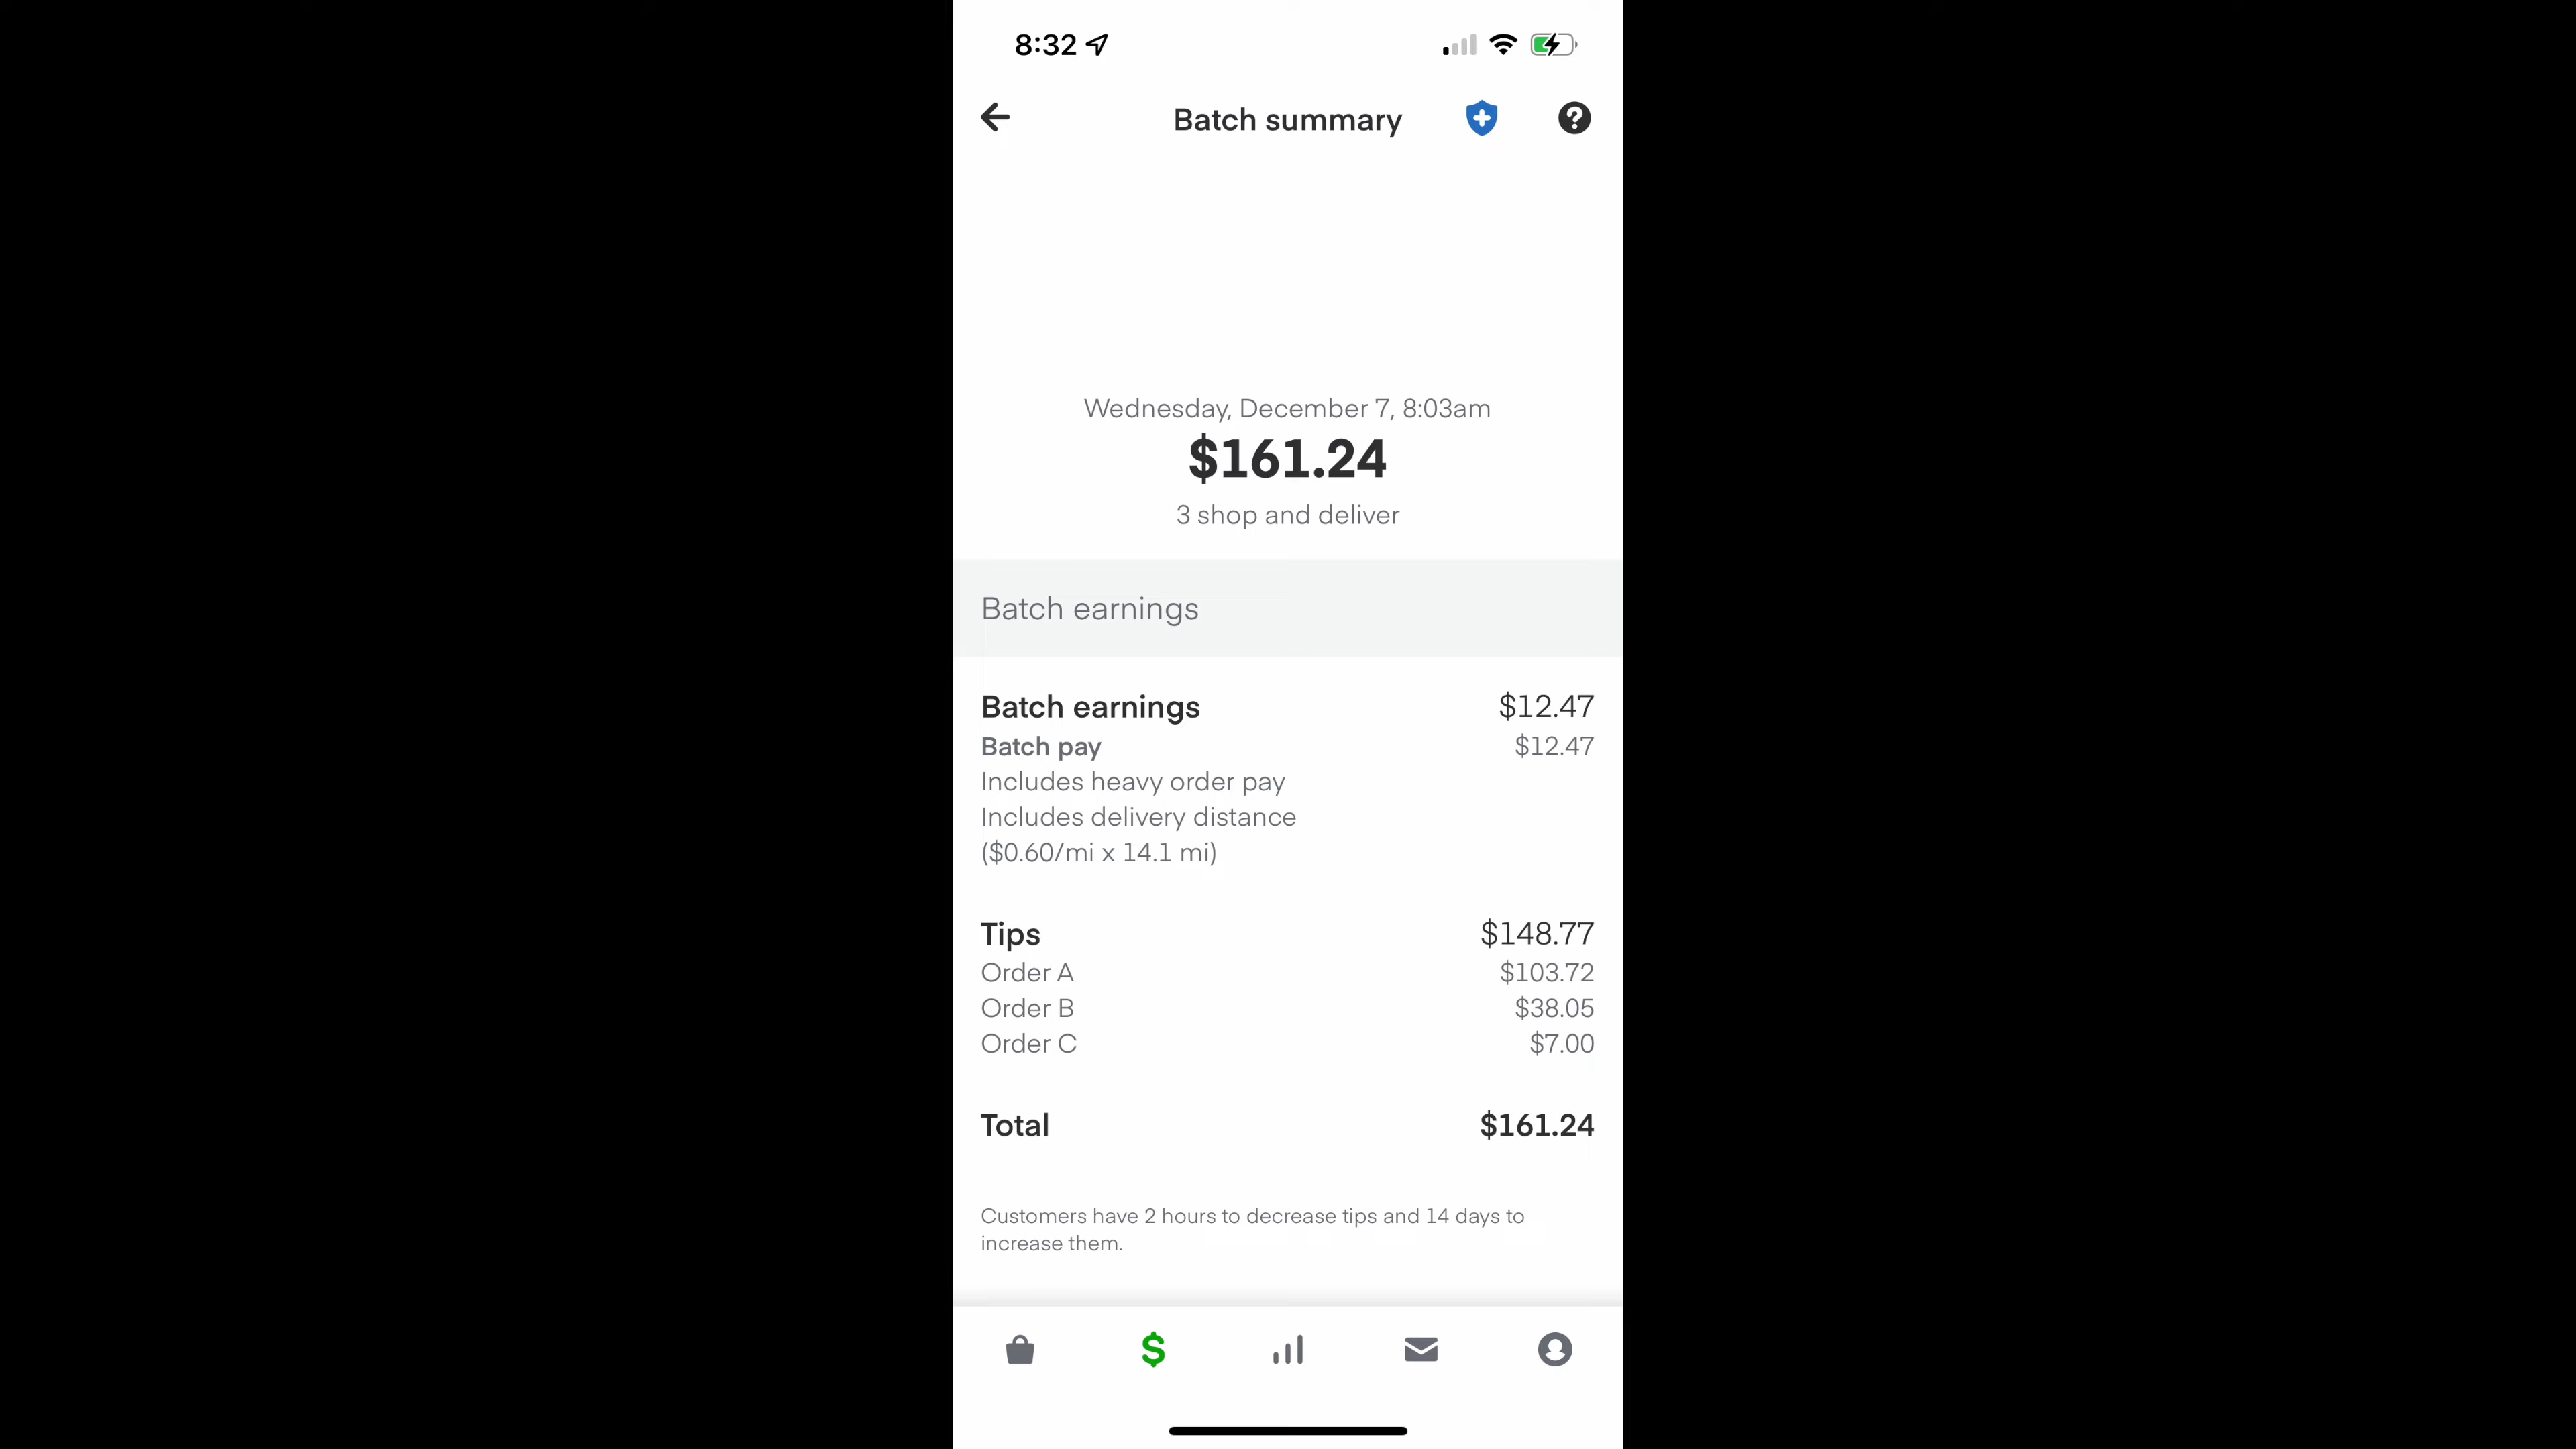 8:32
Batch summary
Wednesday, December 7, 8:03am
$161.24
3 shop and deliver
Batch earnings
Batch earnings $12.47
Batch pay $12.47
Includes heavy order pay
Includes delivery distance
($0.60/mi x 14.1 mi)
Tips $148.77
Order A $103.72
Order B $38.05
Order C $7.00
Total $161.24
Customers have 2 hours to decrease tips and 14 days to
increase them.